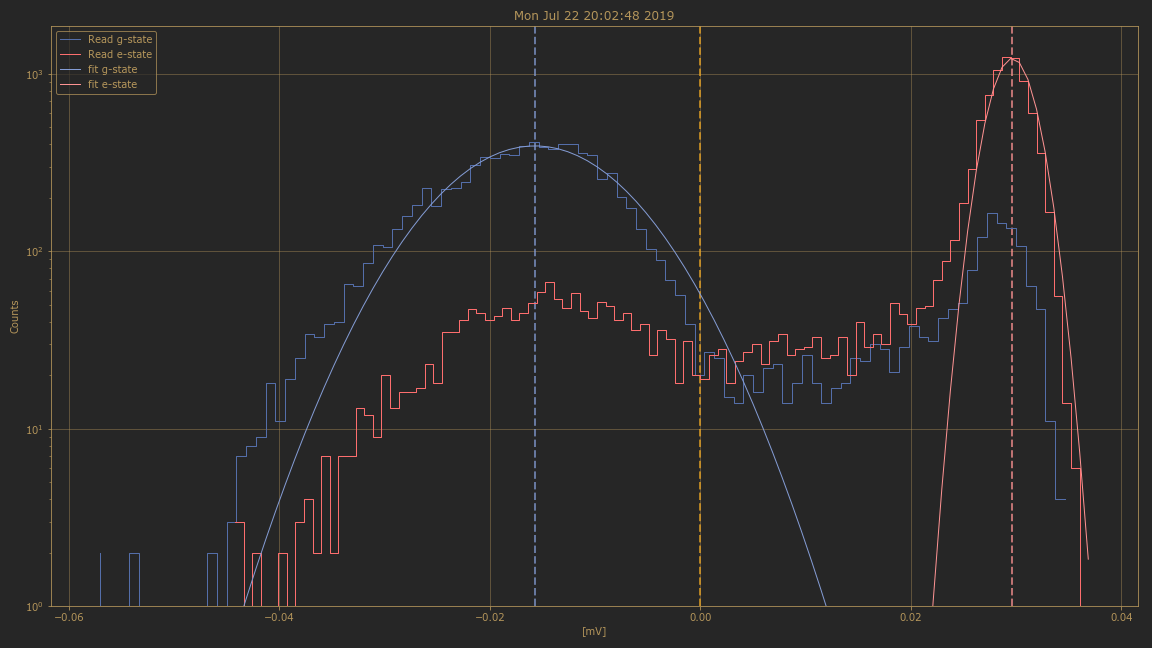 Mon Jul 22 20:02:48 2019
Read g-state
Read e-state
fit g-state
fit e-state
10³
10²
10¹
10⁰
Counts
−0.06 −0.04 −0.02 0.00 0.02 0.04
[mV]